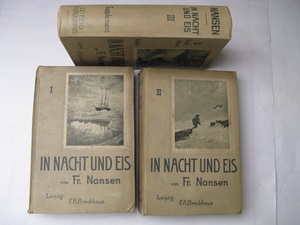 NANSEN
IN NACHT
UND EIS
III
Supplement
I
IN NACHT UND EIS
von Fr. Nansen
Leipzig:
F.A. Brockhaus
II
IN NACHT UND EIS
von Fr. Nansen
Leipzig:
F.A. Brockhaus